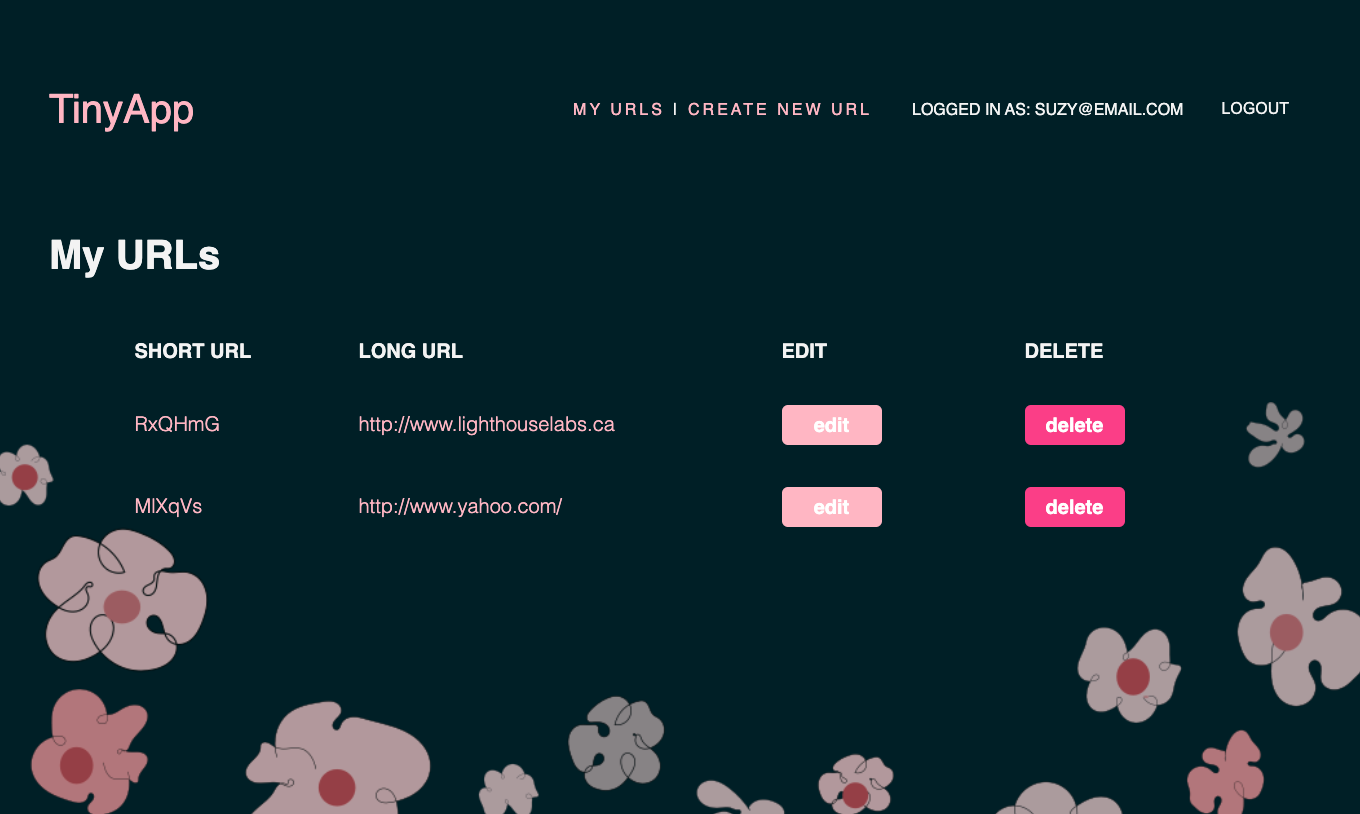 TinyApp
MY URLS | CREATE NEW URL LOGGED IN AS: SUZY@EMAIL.COM LOGOUT
My URLs
SHORT URL LONG URL EDIT DELETE
RxQHmG http://www.lighthouselabs.ca edit delete
MlXqVs http://www.yahoo.com/ edit delete